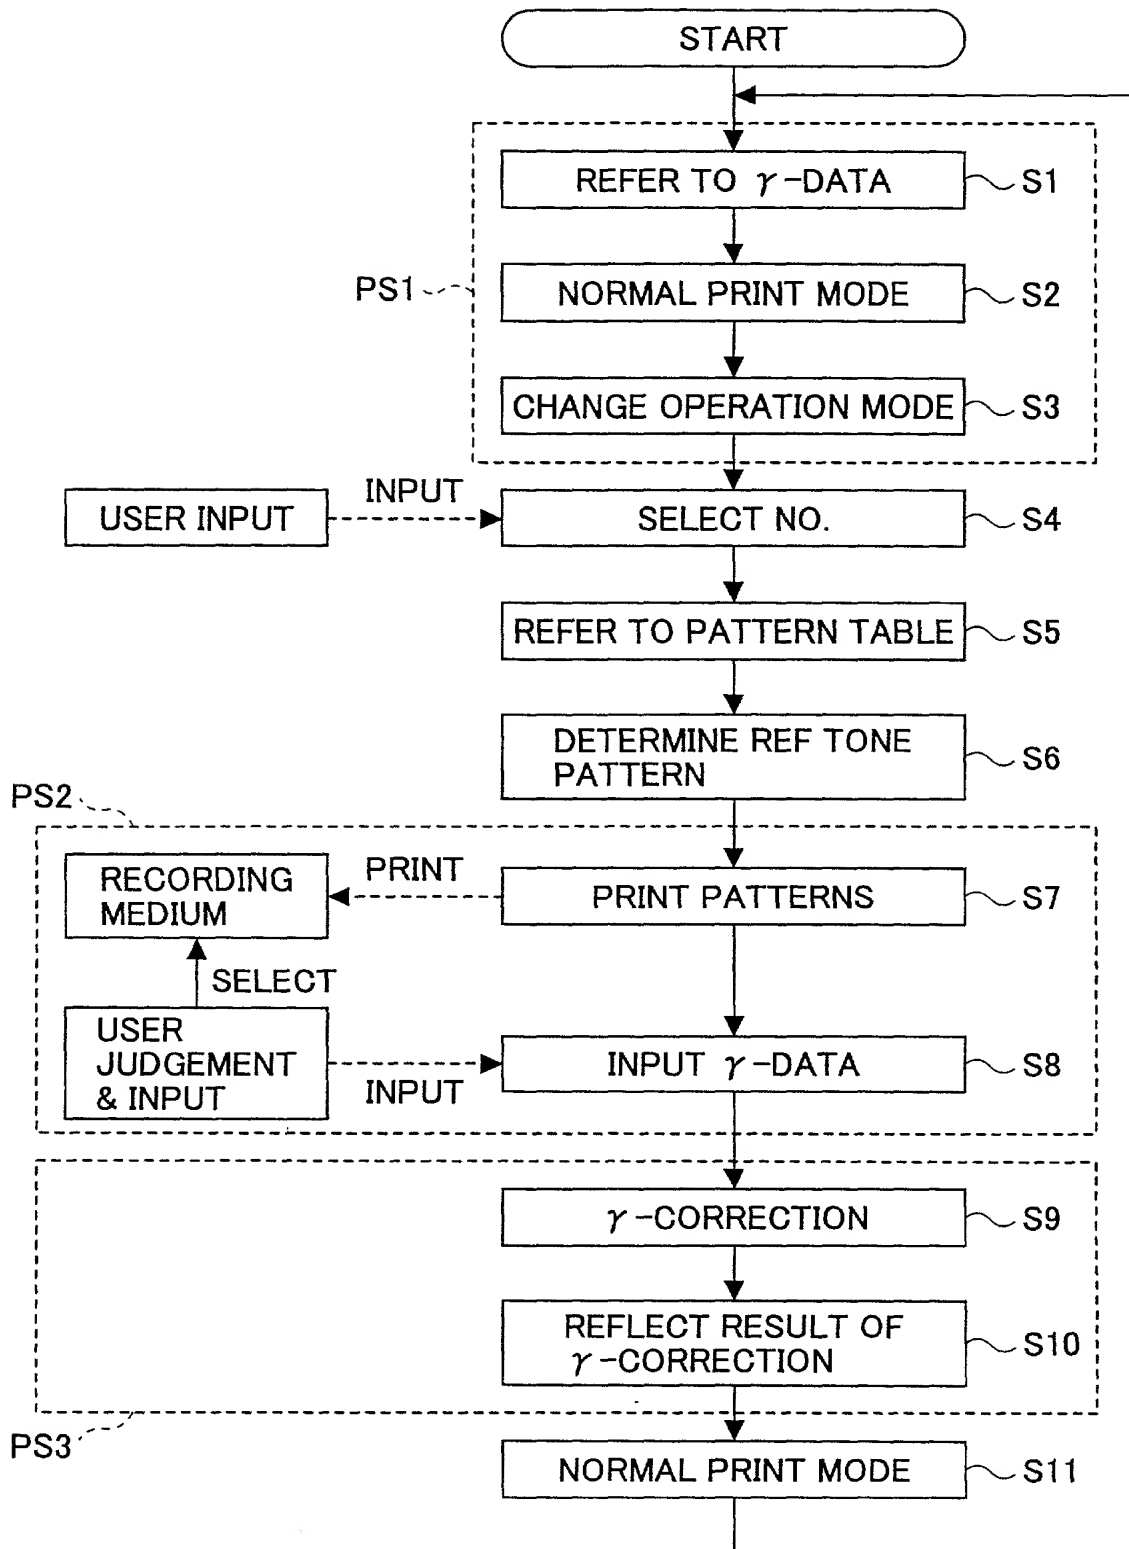 START
REFER TO γ-DATA
S1
PS1
NORMAL PRINT MODE
S2
CHANGE OPERATION MODE
S3
USER INPUT
INPUT
SELECT NO.
S4
REFER TO PATTERN TABLE
S5
DETERMINE REF TONE
PATTERN
S6
PS2
RECORDING
MEDIUM
PRINT
PRINT PATTERNS
S7
SELECT
USER
JUDGEMENT
& INPUT
INPUT
INPUT γ-DATA
S8
γ-CORRECTION
S9
REFLECT RESULT OF
γ-CORRECTION
S10
PS3
NORMAL PRINT MODE
S11